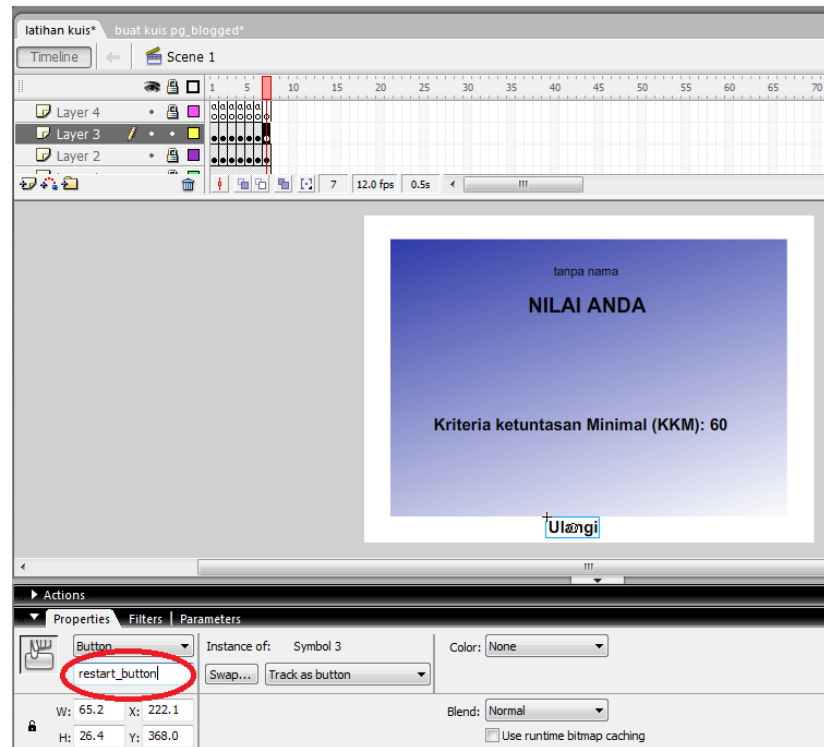 latihan kuis* buat kuis pg_blogged*
Timeline Scene 1
1 5 10 15 20 25 30 35 40 45 50 55 60 65 70
Layer 4
Layer 3
Layer 2
7 12.0 fps 0.5s
tanpa nama
NILAI ANDA
Kriteria ketuntasan Minimal (KKM): 60
Ulangi
Actions
Properties Filters Parameters
Button Instance of: Symbol 3 Color: None
restart_button Swap... Track as button
W: 65.2 X: 222.1 Blend: Normal
H: 26.4 Y: 368.0 Use runtime bitmap caching